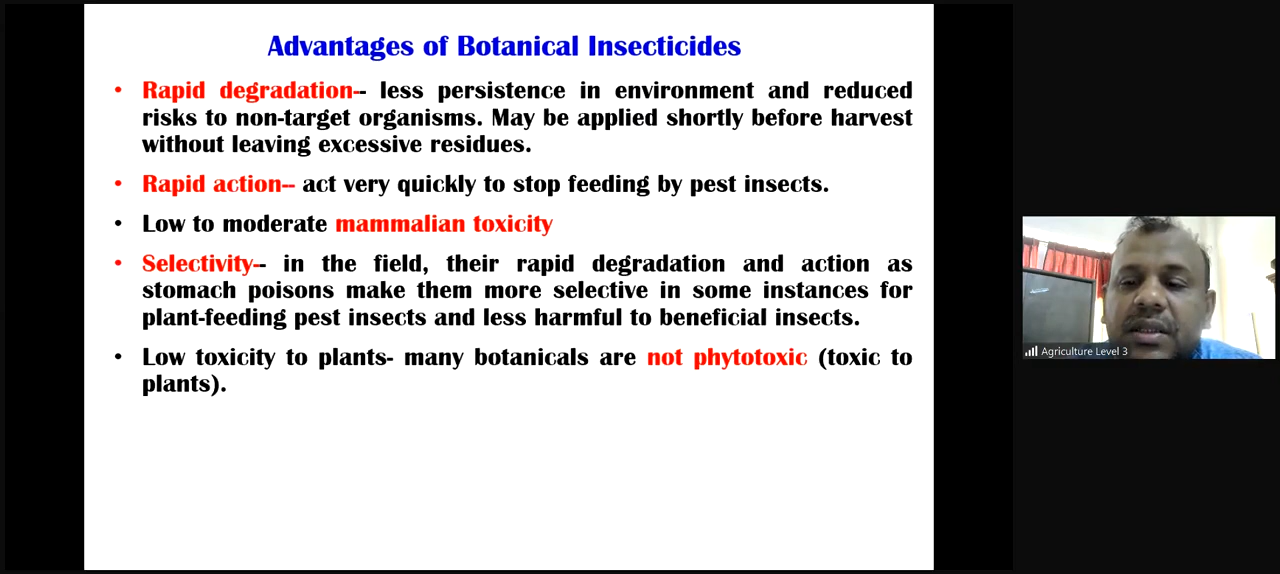 Advantages of Botanical Insecticides
• Rapid degradation-- less persistence in environment and reduced
risks to non-target organisms. May be applied shortly before harvest
without leaving excessive residues.
• Rapid action-- act very quickly to stop feeding by pest insects.
• Low to moderate mammalian toxicity
• Selectivity-- in the field, their rapid degradation and action as
stomach poisons make them more selective in some instances for
plant-feeding pest insects and less harmful to beneficial insects.
• Low toxicity to plants- many botanicals are not phytotoxic (toxic to
plants).
Agriculture Level 3